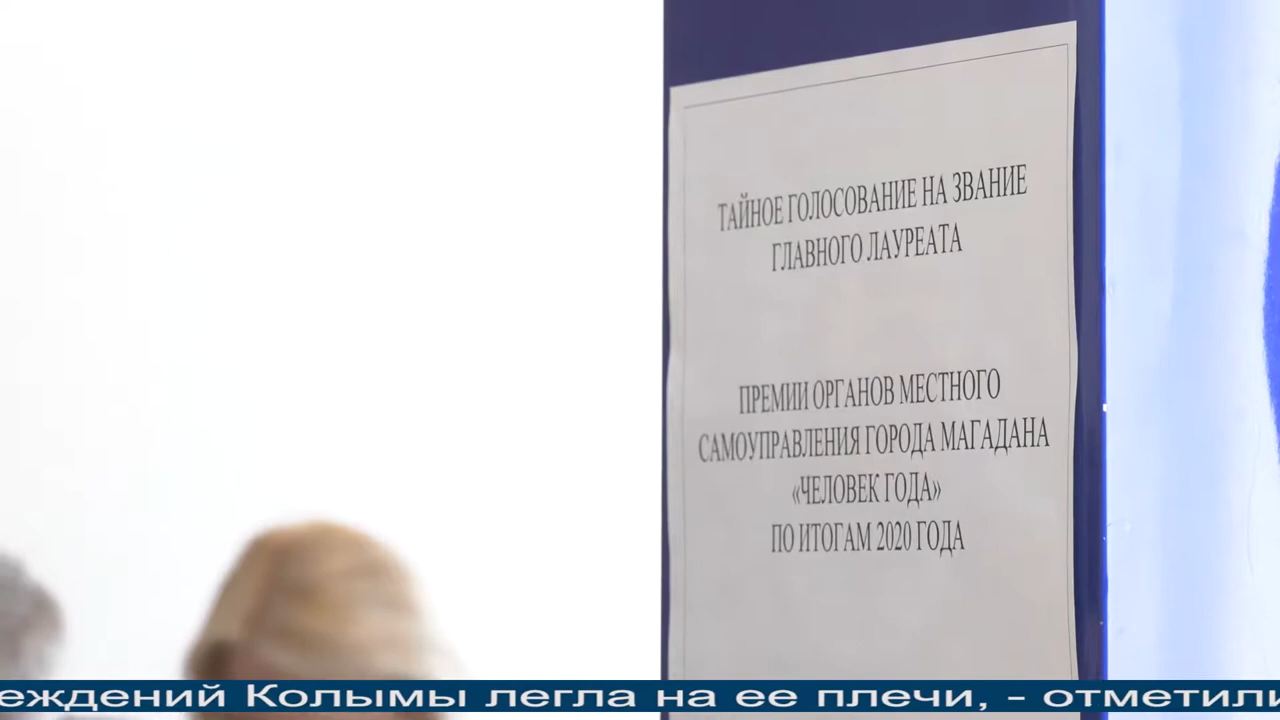 ТАЙНОЕ ГОЛОСОВАНИЕ НА ЗВАНИЕ
ГЛАВНОГО ЛАУРЕАТА
ПРЕМИИ ОРГАНОВ МЕСТНОГО
САМОУПРАВЛЕНИЯ ГОРОДА МАГАДАНА
«ЧЕЛОВЕК ГОДА»
ПО ИТОГАМ 2020 ГОДА
еждений Колымы легла на ее плечи, - отметили